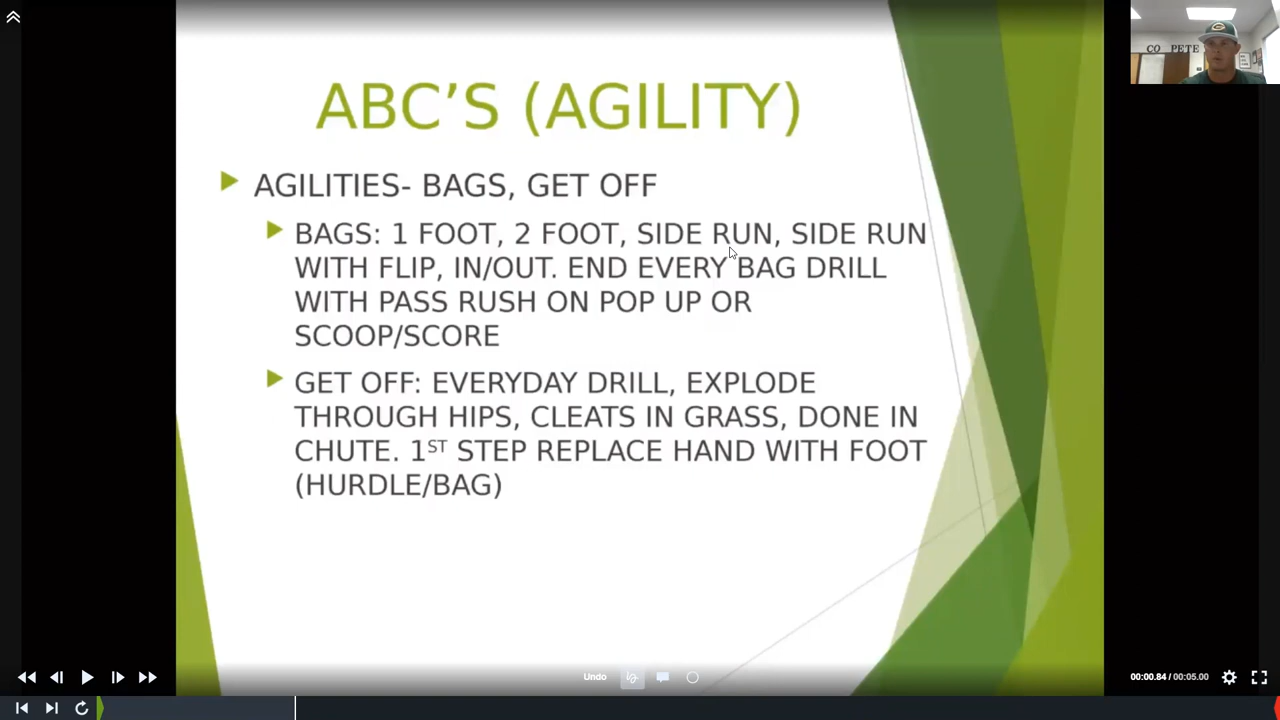 ABC’S (AGILITY)
AGILITIES- BAGS, GET OFF
BAGS: 1 FOOT, 2 FOOT, SIDE RUN, SIDE RUN
WITH FLIP, IN/OUT. END EVERY BAG DRILL
WITH PASS RUSH ON POP UP OR
SCOOP/SCORE
GET OFF: EVERYDAY DRILL, EXPLODE
THROUGH HIPS, CLEATS IN GRASS, DONE IN
CHUTE. 1ST STEP REPLACE HAND WITH FOOT
(HURDLE/BAG)
CO PETE
Undo
00:00.84 / 00:05.00